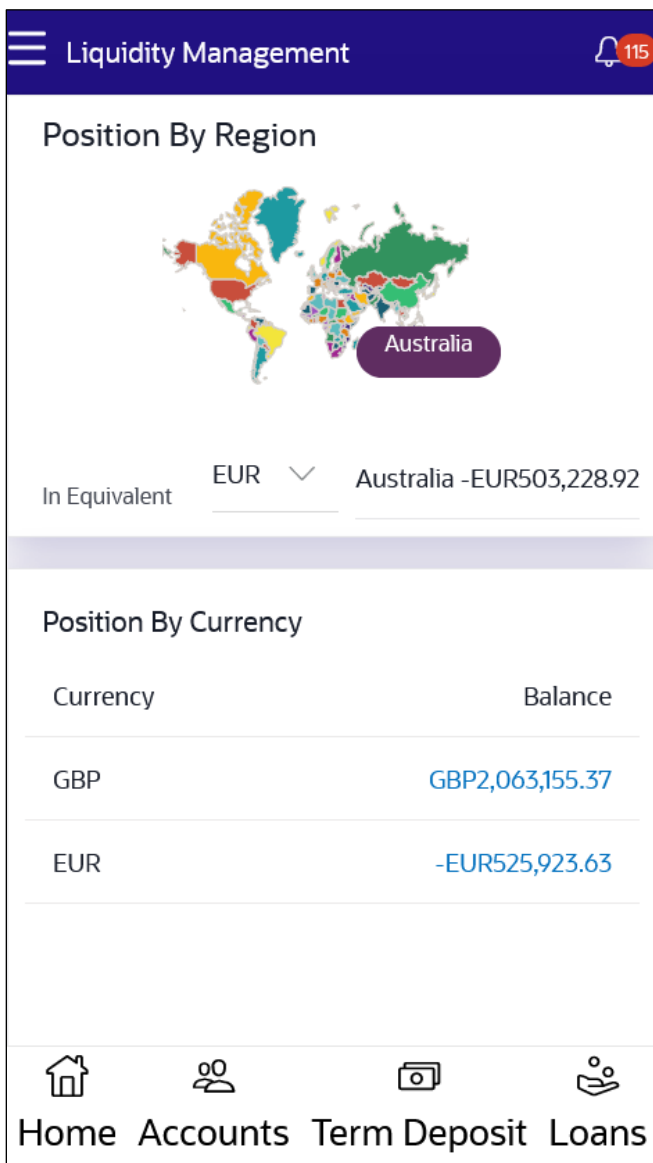 Liquidity Management
115
Position By Region
Australia
In Equivalent EUR Australia -EUR503,228.92
Position By Currency
Currency Balance
GBP GBP2,063,155.37
EUR -EUR525,923.63
Home Accounts Term Deposit Loans